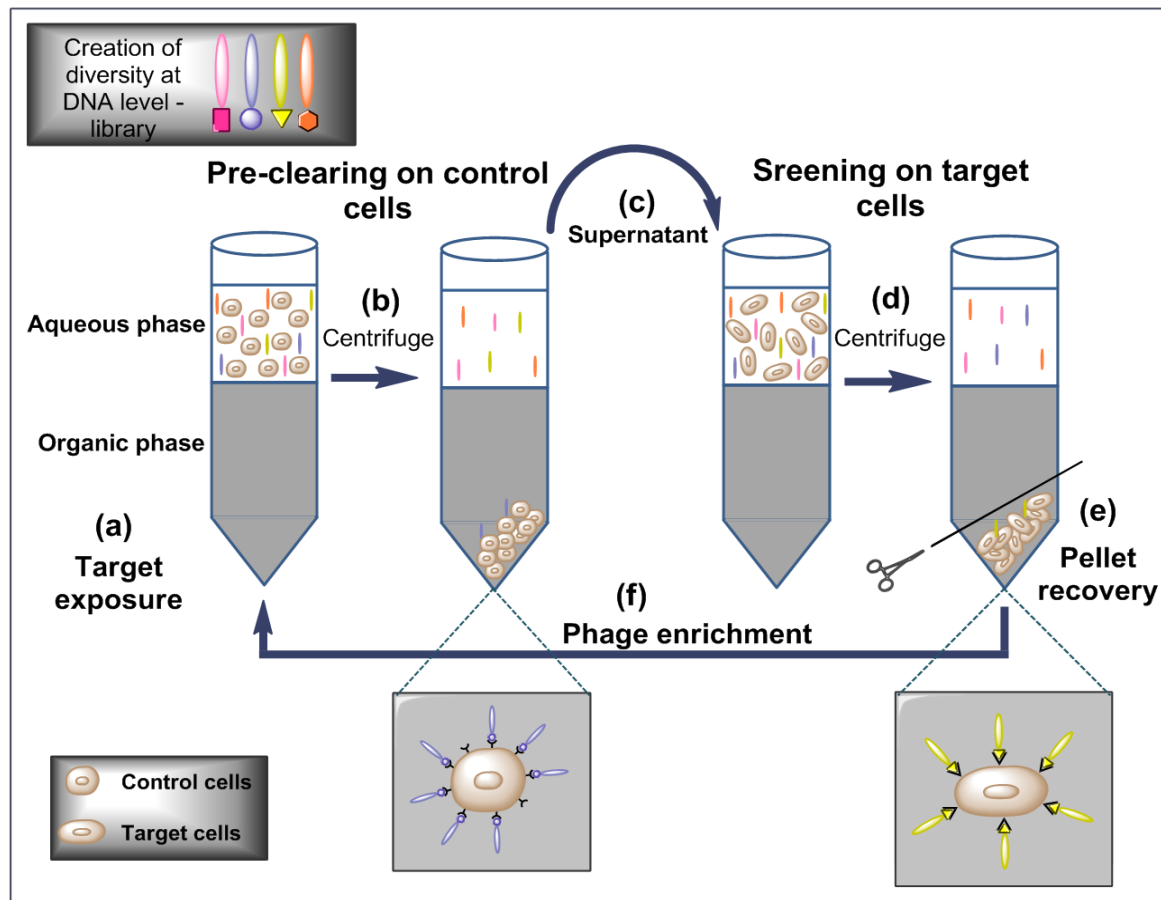 Creation of
diversity at
DNA level -
library
Pre-clearing on control
cells
(c)
Supernatant
Sreening on target
cells
Aqueous phase
(b)
Centrifuge
(d)
Centrifuge
Organic phase
(a)
Target
exposure
(e)
Pellet
recovery
(f)
Phage enrichment
Control cells
Target cells